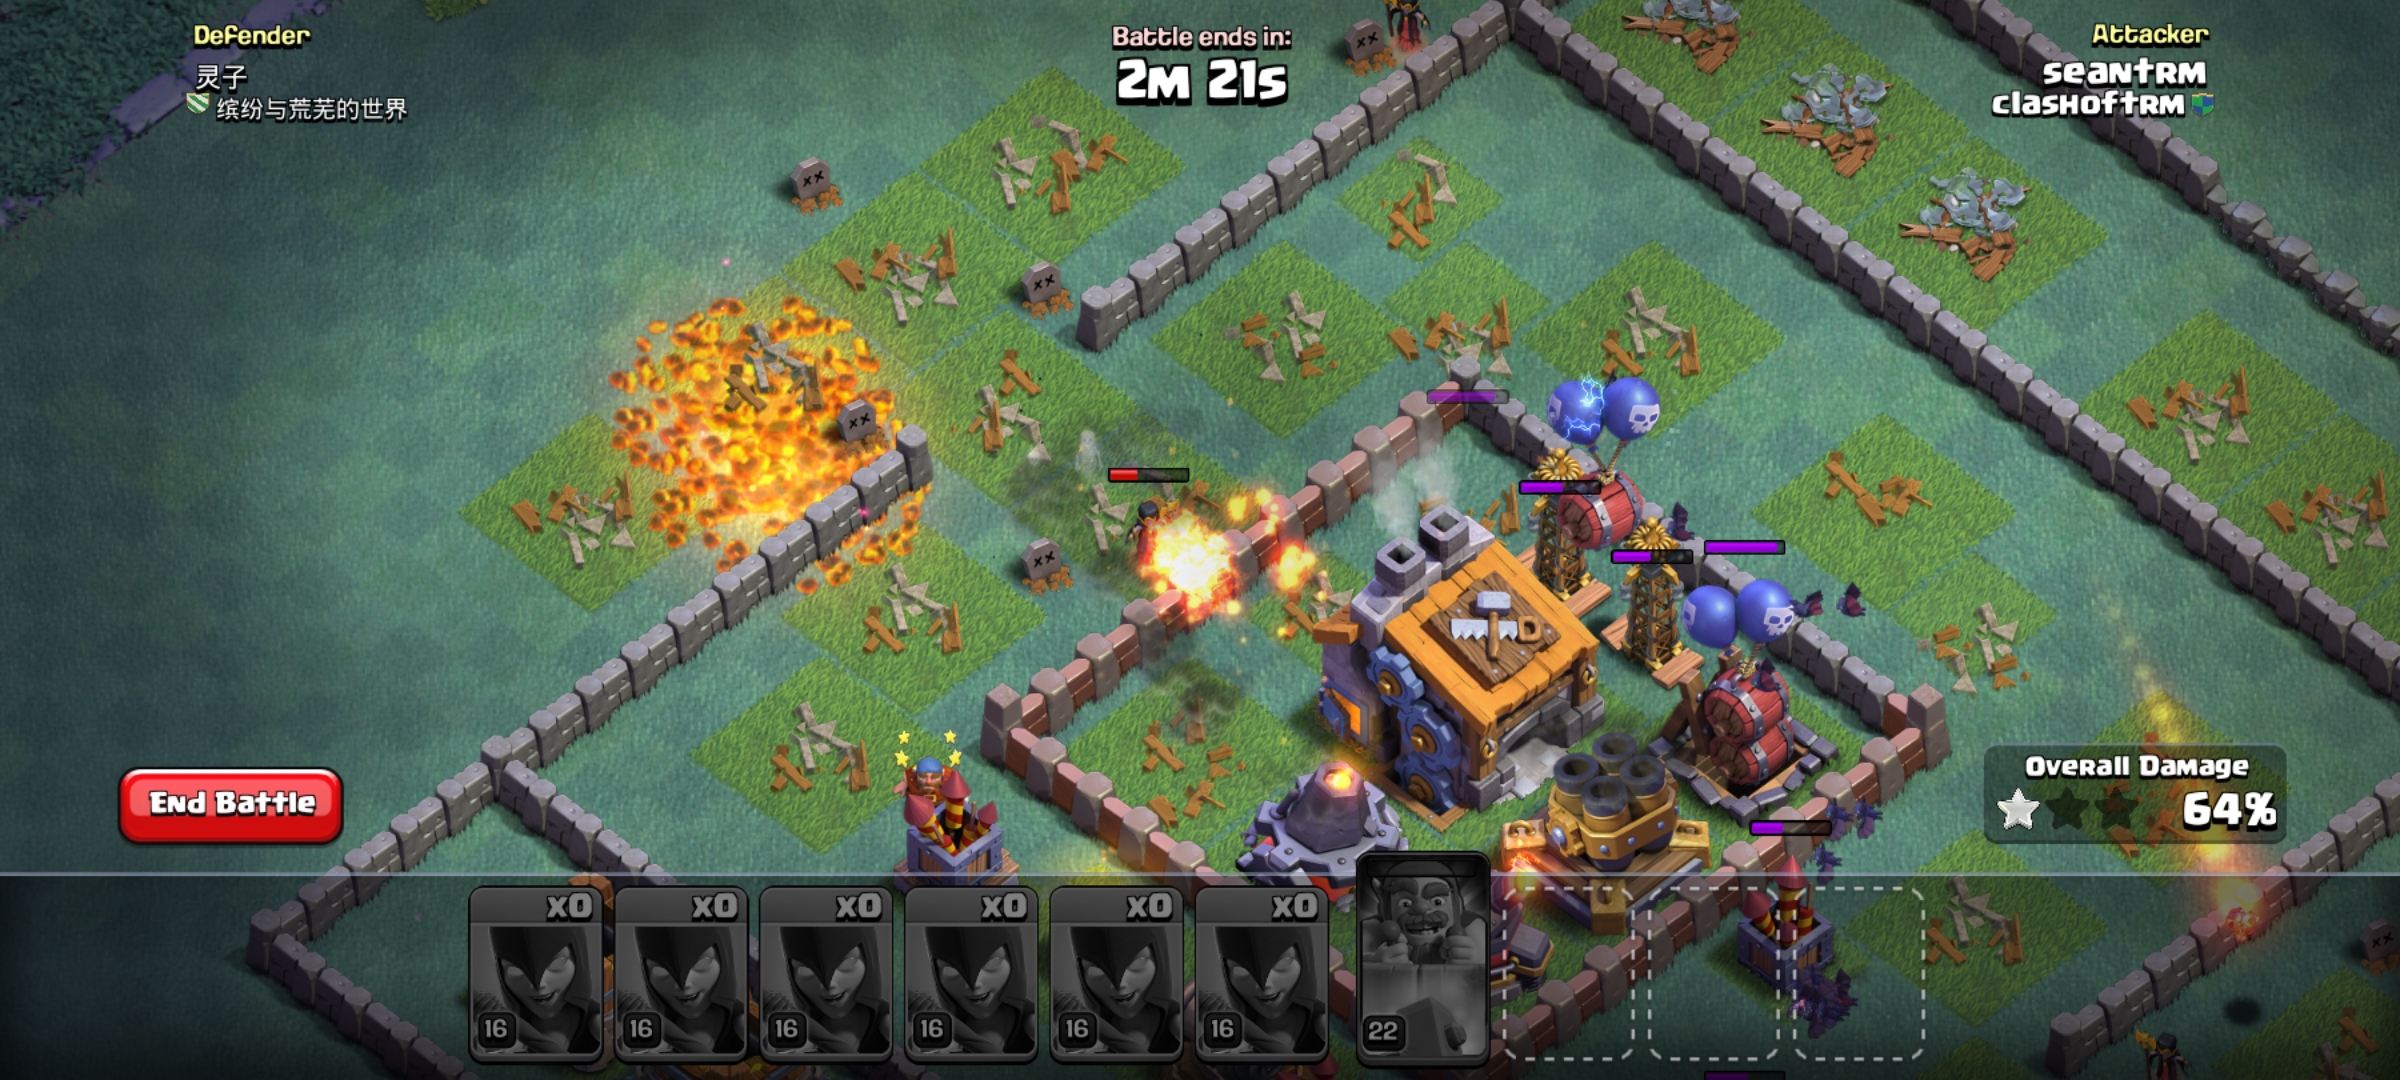 Defender
灵子
缤纷与荒芜的世界
Battle ends in:
2M 21s
Attacker
seantRM
clashoftRM
End Battle
Overall Damage
64%
x0
x0
x0
x0
x0
x0
16
16
16
16
16
16
22